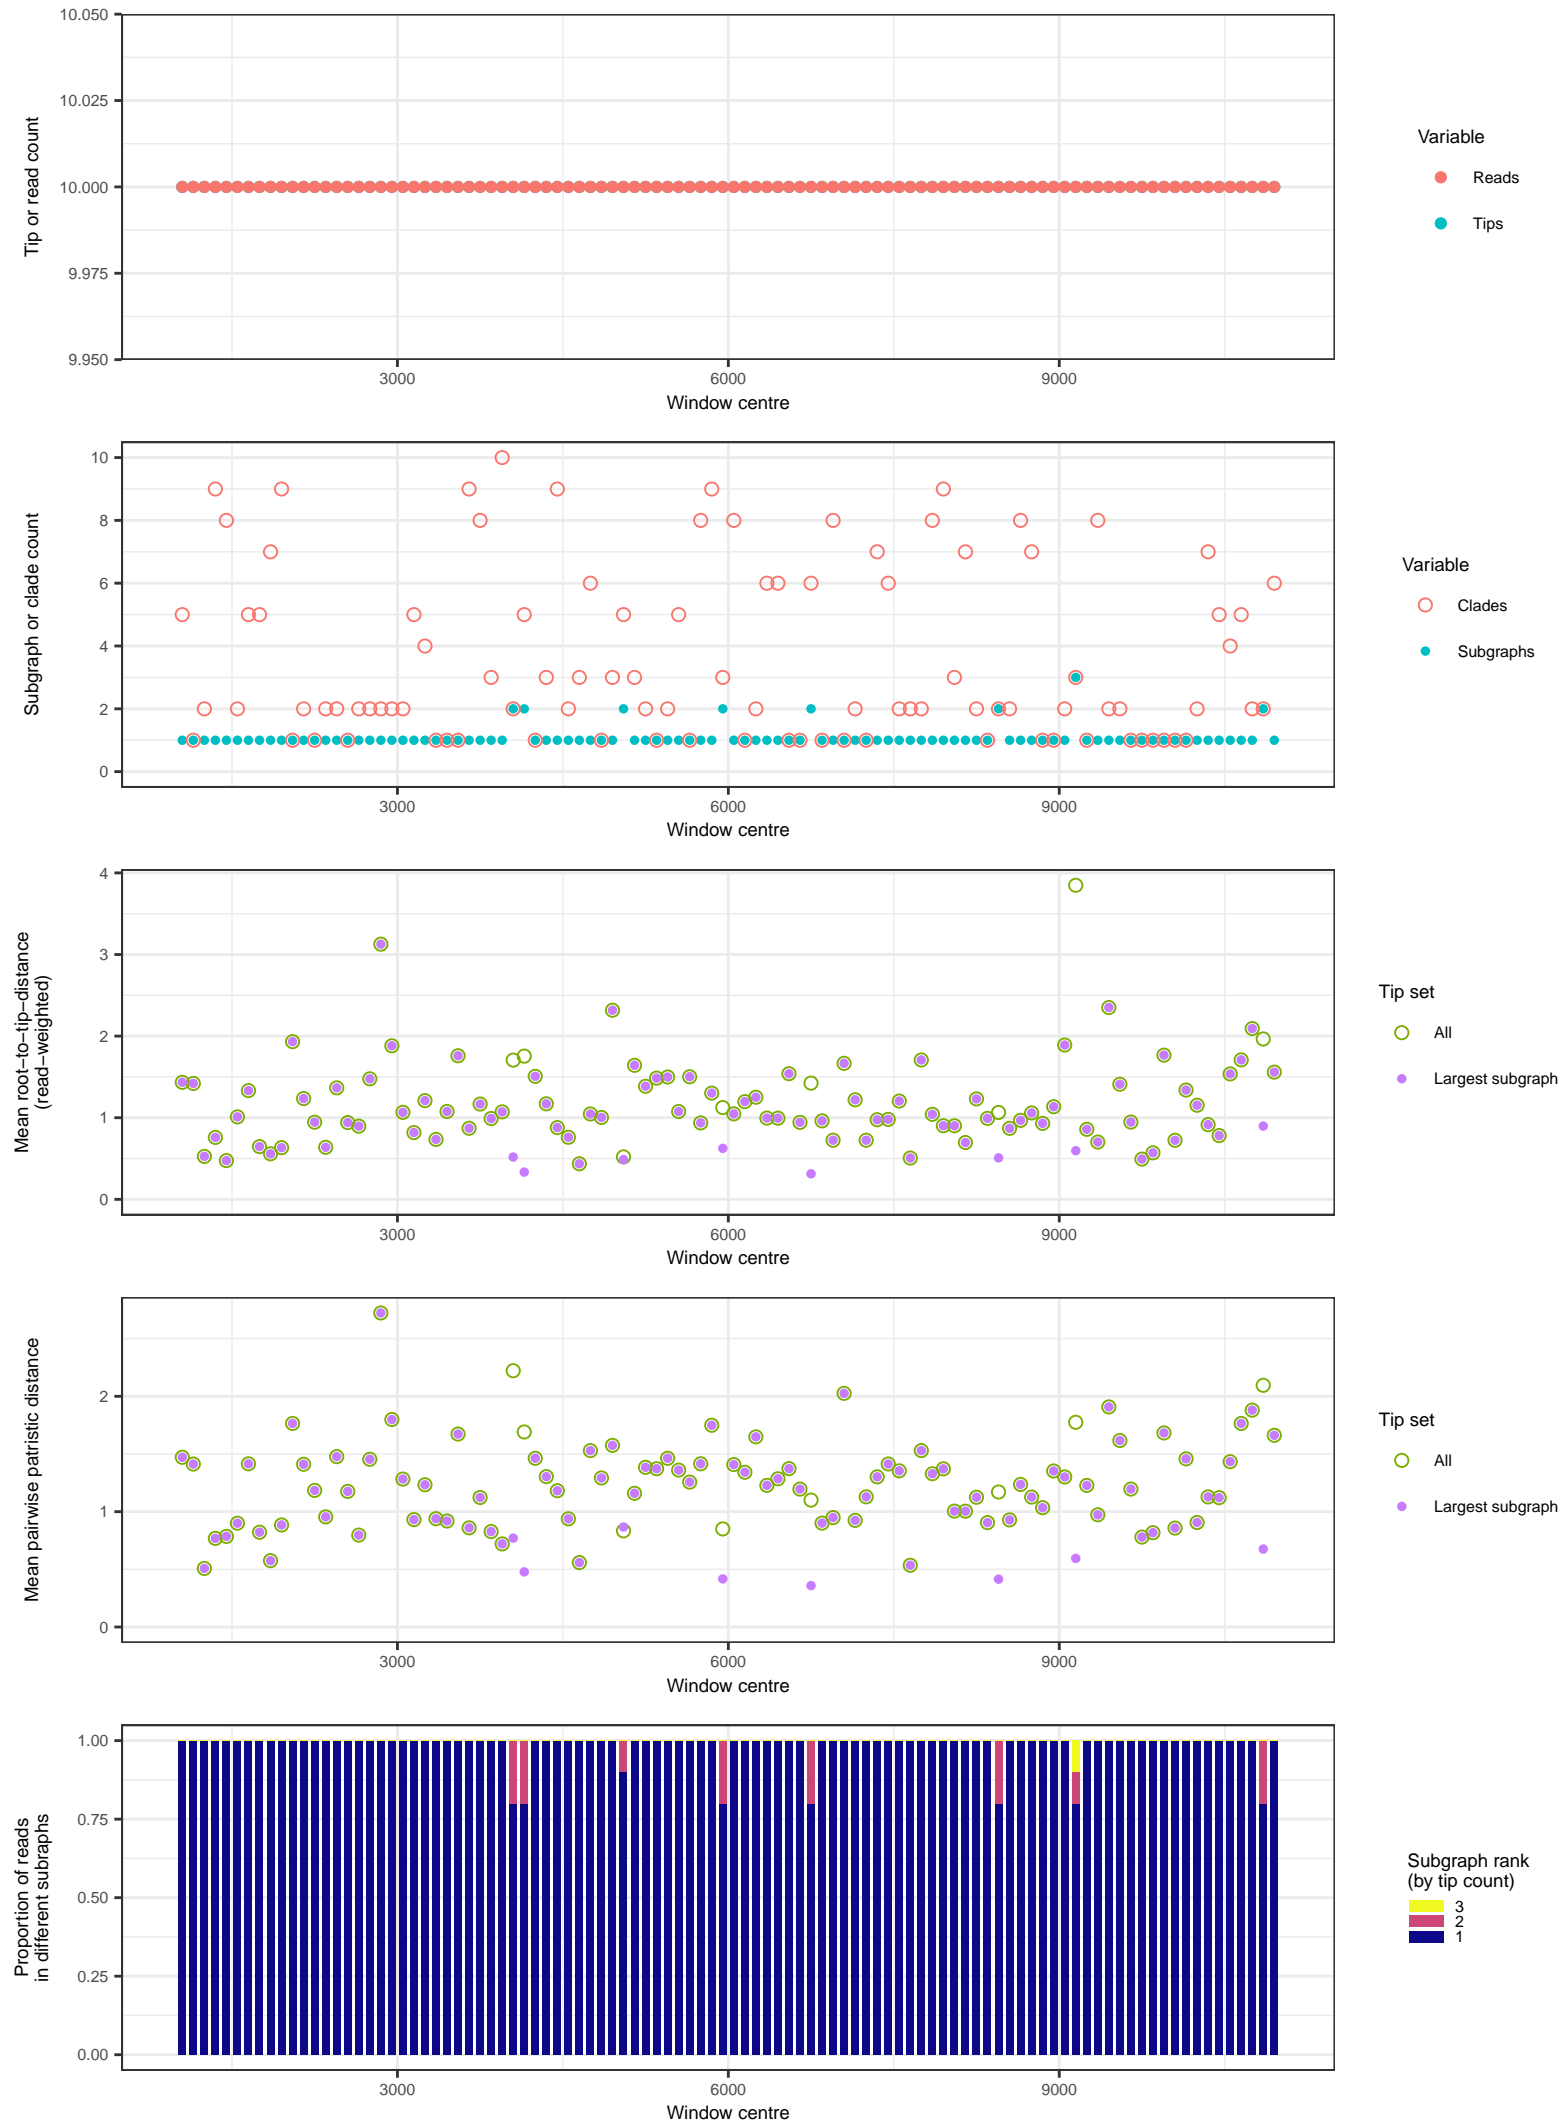 10.050
10.025
10.000
9.975
9.950
Tip or read count
3000 6000 9000
Window centre
Variable
Reads
Tips
10
8
6
4
2
0
Subgraph or clade count
3000 6000 9000
Window centre
Variable
Clades
Subgraphs
4
3
2
1
0
Mean root−to−tip−distance
(read−weighted)
3000 6000 9000
Window centre
Tip set
All
Largest subgraph
2
1
0
Mean pairwise patristic distance
3000 6000 9000
Window centre
Tip set
All
Largest subgraph
1.00
0.75
0.50
0.25
0.00
Proportion of reads
in different subraphs
3000 6000 9000
Window centre
Subgraph rank
(by tip count)
3
2
1